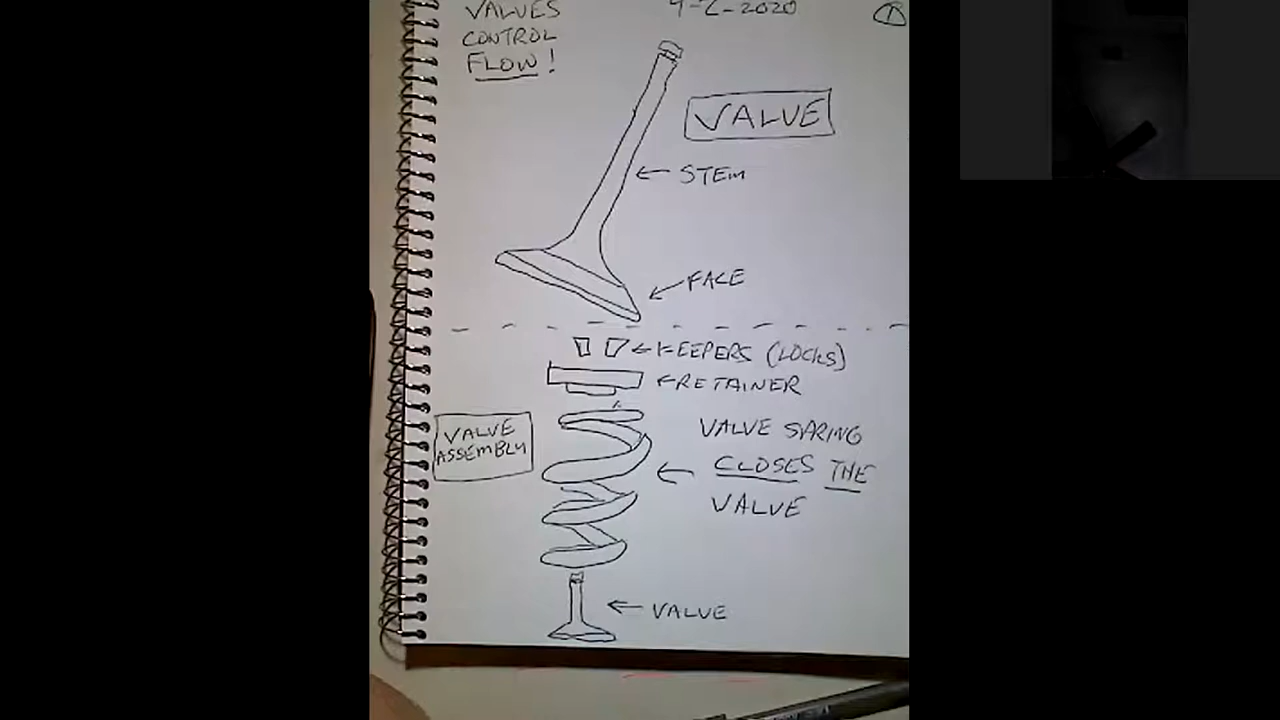 VALVES 9-2-2020 1
CONTROL
FLOW!
VALVE
STEM
FACE
KEEPERS (LOCKS)
RETAINER
VALVE
ASSEMBLY
VALVE SPRING
CLOSES THE
VALVE
VALVE